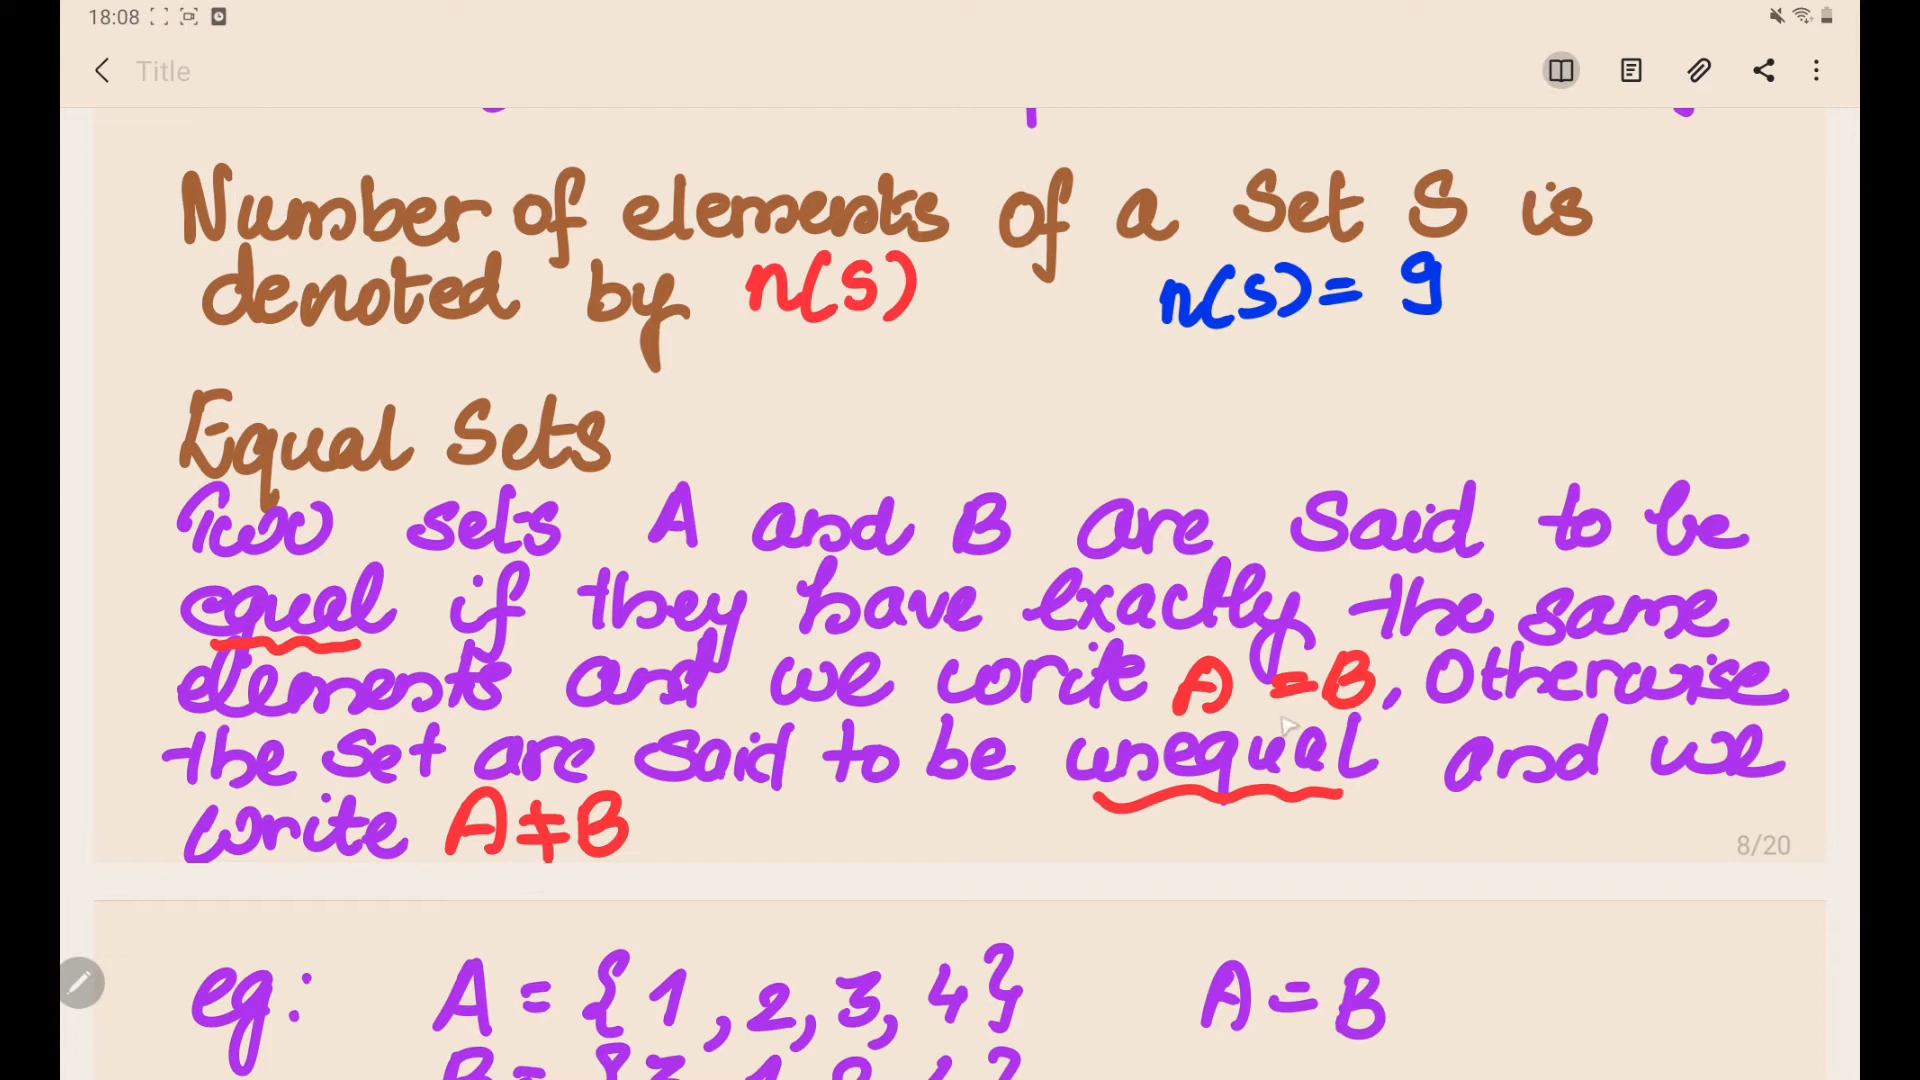 18:08
Title
Number of elements of a Set S is
denoted by n(S) n(S) = 9
Equal Sets
Two sets A and B are said to be
equal if they have exactly the same
elements and we write A = B, Otherwise
the set are said to be unequal and we
write A ≠ B
8/20
eg: A = {1, 2, 3, 4} A = B